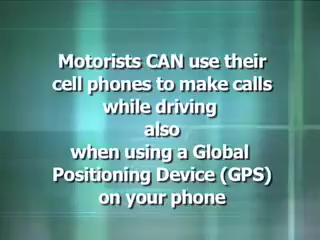 Motorists CAN use their
cell phones to make calls
while driving
also
when using a Global
Positioning Device (GPS)
on your phone